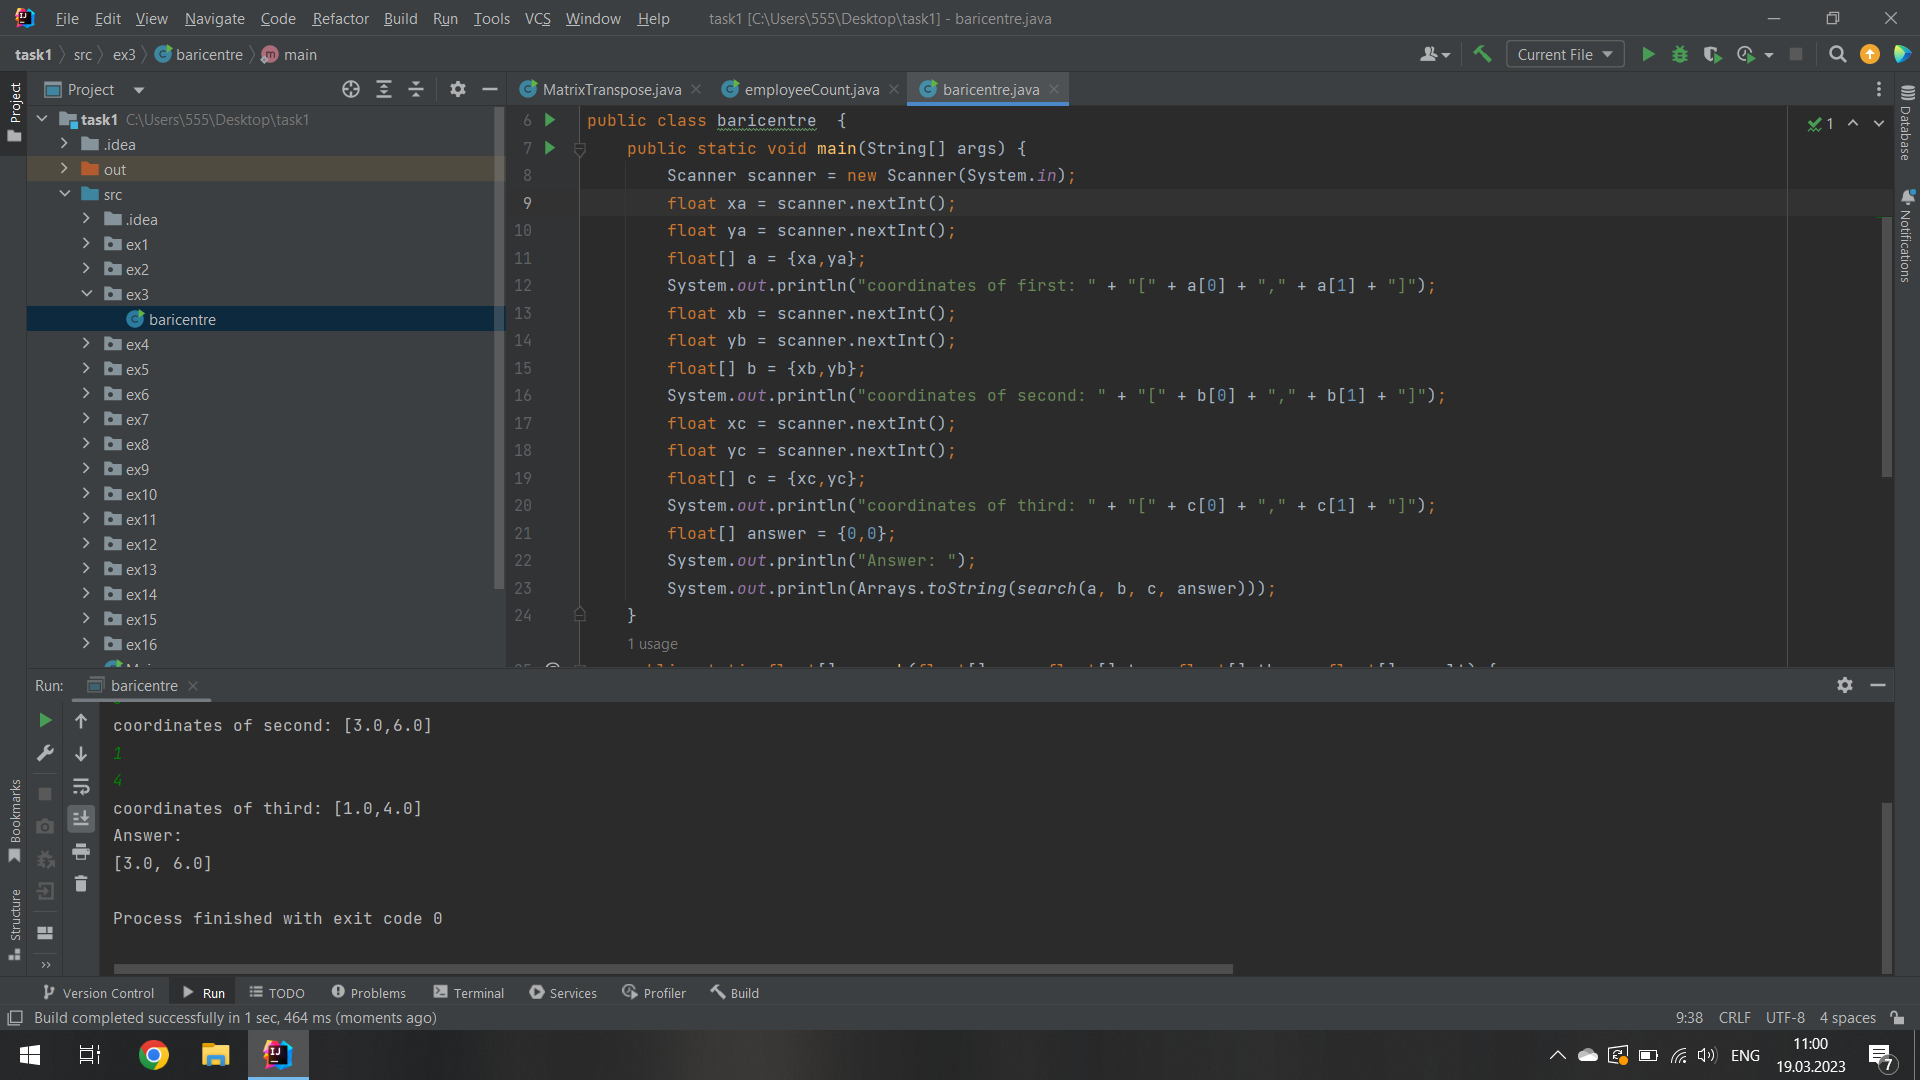 File Edit View Navigate Code Refactor Build Run Tools VCS Window Help task1 [C:\Users\555\Desktop\task1] - baricentre.java
task1 src ex3 baricentre main
Current File
Project
MatrixTranspose.java employeeCount.java baricentre.java
task1 C:\Users\555\Desktop\task1
.idea
out
src
.idea
ex1
ex2
ex3
baricentre
ex4
ex5
ex6
ex7
ex8
ex9
ex10
ex11
ex12
ex13
ex14
ex15
ex16
6 public class baricentre {
7 public static void main(String[] args) {
8 Scanner scanner = new Scanner(System.in);
9 float xa = scanner.nextInt();
10 float ya = scanner.nextInt();
11 float[] a = {xa,ya};
12 System.out.println("coordinates of first: " + "[" + a[0] + "," + a[1] + "]");
13 float xb = scanner.nextInt();
14 float yb = scanner.nextInt();
15 float[] b = {xb,yb};
16 System.out.println("coordinates of second: " + "[" + b[0] + "," + b[1] + "]");
17 float xc = scanner.nextInt();
18 float yc = scanner.nextInt();
19 float[] c = {xc,yc};
20 System.out.println("coordinates of third: " + "[" + c[0] + "," + c[1] + "]");
21 float[] answer = {0,0};
22 System.out.println("Answer: ");
23 System.out.println(Arrays.toString(search(a, b, c, answer)));
24 }
1 usage
1
Project
Bookmarks
Structure
Database
Notifications
Run: baricentre
coordinates of second: [3.0,6.0]
1
4
coordinates of third: [1.0,4.0]
Answer:
[3.0, 6.0]
Process finished with exit code 0
Version Control Run TODO Problems Terminal Services Profiler Build
Build completed successfully in 1 sec, 464 ms (moments ago)
9:38 CRLF UTF-8 4 spaces
ENG
11:00
19.03.2023
7